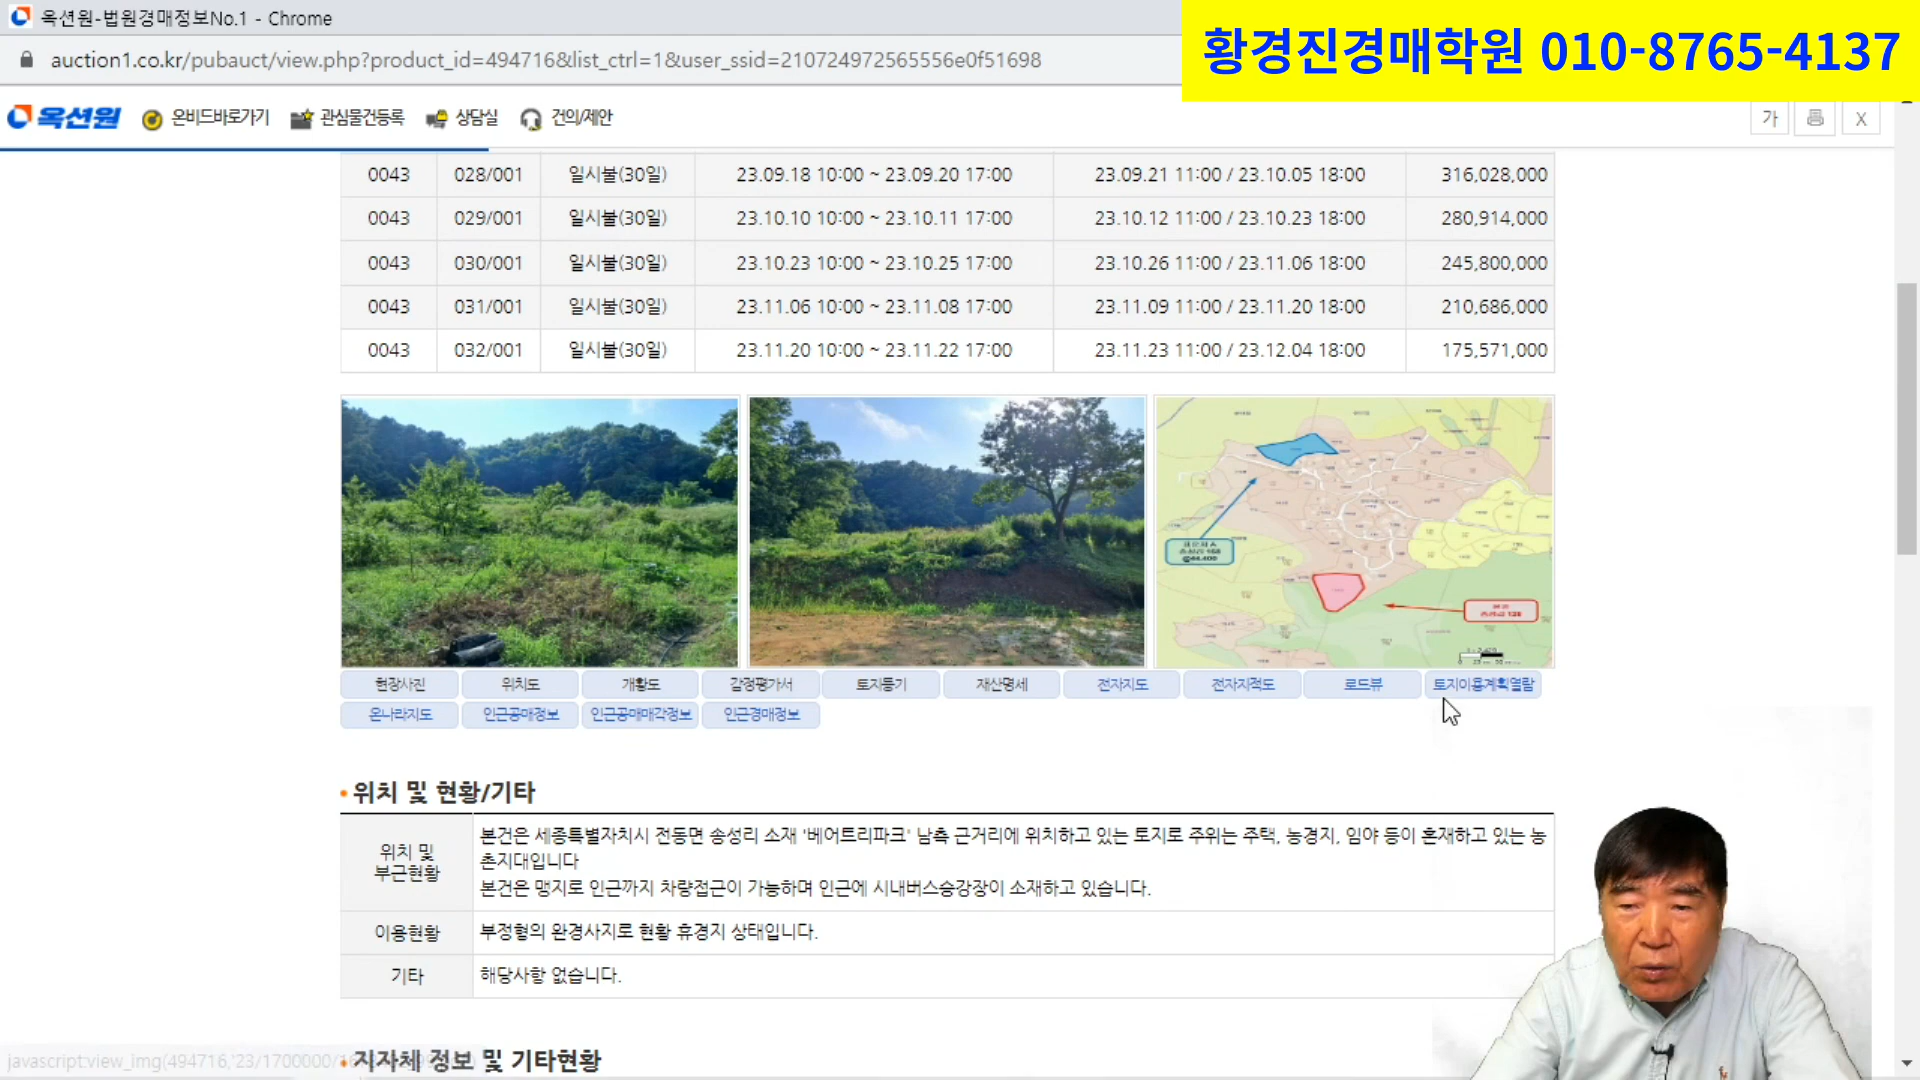 옥션원-법원경매정보No.1 - Chrome
auction1.co.kr/pubauct/view.php?product_id=494716&list_ctrl=1&user_ssid=210724972565556e0f51698
황경진경매학원 010-8765-4137
옥션원 온비드바로가기 관심물건등록 상담실 건의/제안 가 X
0043 028/001 일시불(30일) 23.09.18 10:00 ~ 23.09.20 17:00 23.09.21 11:00 / 23.10.05 18:00 316,028,000
0043 029/001 일시불(30일) 23.10.10 10:00 ~ 23.10.11 17:00 23.10.12 11:00 / 23.10.23 18:00 280,914,000
0043 030/001 일시불(30일) 23.10.23 10:00 ~ 23.10.25 17:00 23.10.26 11:00 / 23.11.06 18:00 245,800,000
0043 031/001 일시불(30일) 23.11.06 10:00 ~ 23.11.08 17:00 23.11.09 11:00 / 23.11.20 18:00 210,686,000
0043 032/001 일시불(30일) 23.11.20 10:00 ~ 23.11.22 17:00 23.11.23 11:00 / 23.12.04 18:00 175,571,000
현장사진 위치도 개황도 감정평가서 토지등기 재산명세 전자지도 전자지적도 로드뷰 토지이용계획열람
온나라지도 인근공매정보 인근공매매각정보 인근경매정보
• 위치 및 현황/기타
위치 및
부근현황
본건은 세종특별자치시 전동면 송성리 소재 '베어트리파크' 남측 근거리에 위치하고 있는 토지로 주위는 주택, 농경지, 임야 등이 혼재하고 있는 농
촌지대입니다
본건은 맹지로 인근까지 차량접근이 가능하며 인근에 시내버스승강장이 소재하고 있습니다.
이용현황 부정형의 완경사지로 현황 휴경지 상태입니다.
기타 해당사항 없습니다.
• 지자체 정보 및 기타현황
javascript:view_img(494716,'23/1700000/